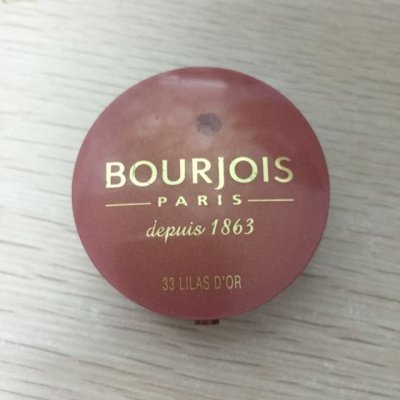 BOURJOIS
PARIS
depuis 1863
33 LILAS D'OR